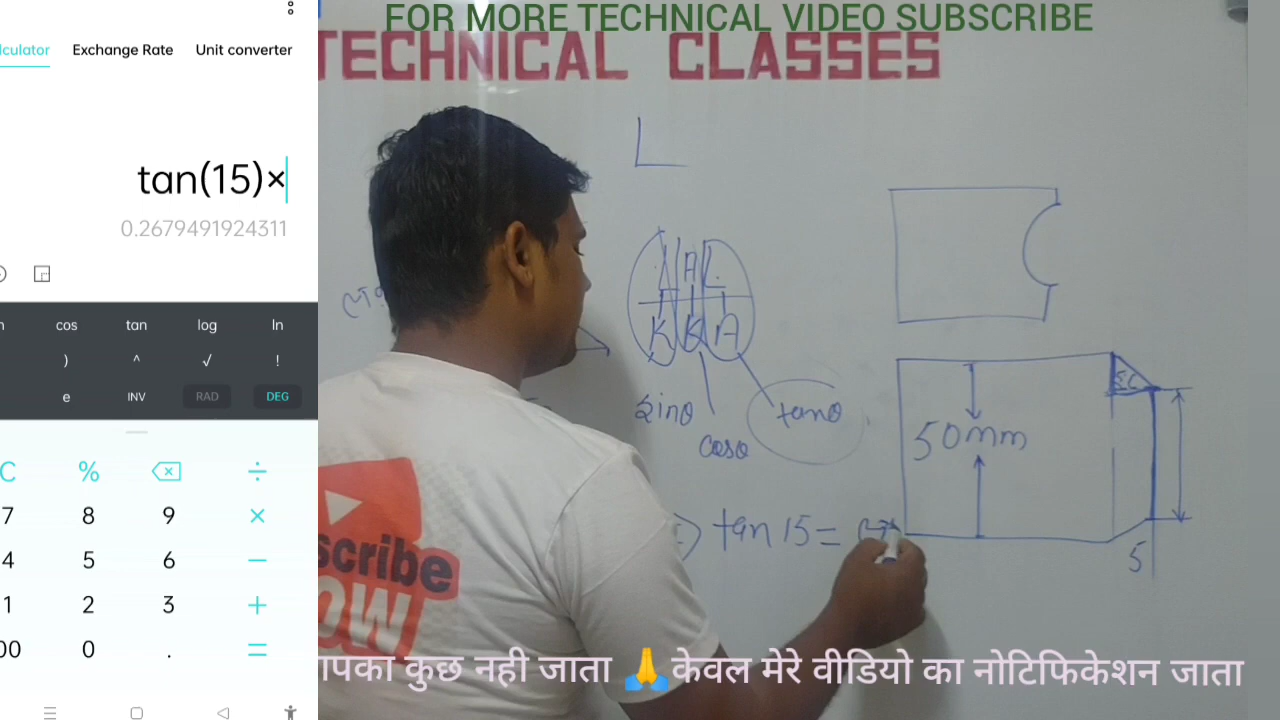 FOR MORE TECHNICAL VIDEO SUBSCRIBE
TECHNICAL CLASSES
lculator Exchange Rate Unit converter
tan(15)×
0.2679491924311
n cos tan log ln
) ^ √ !
e INV RAD DEG
C % ÷
7 8 9 ×
4 5 6 −
1 2 3 +
00 0 . =
L A L
K K A
sinθ
cosθ
tanθ
50mm
tan 15 =
5
scribe
OW
ापका कुछ नही जाता 🙏केवल मेरे वीडियो का नोटिफिकेशन जाता